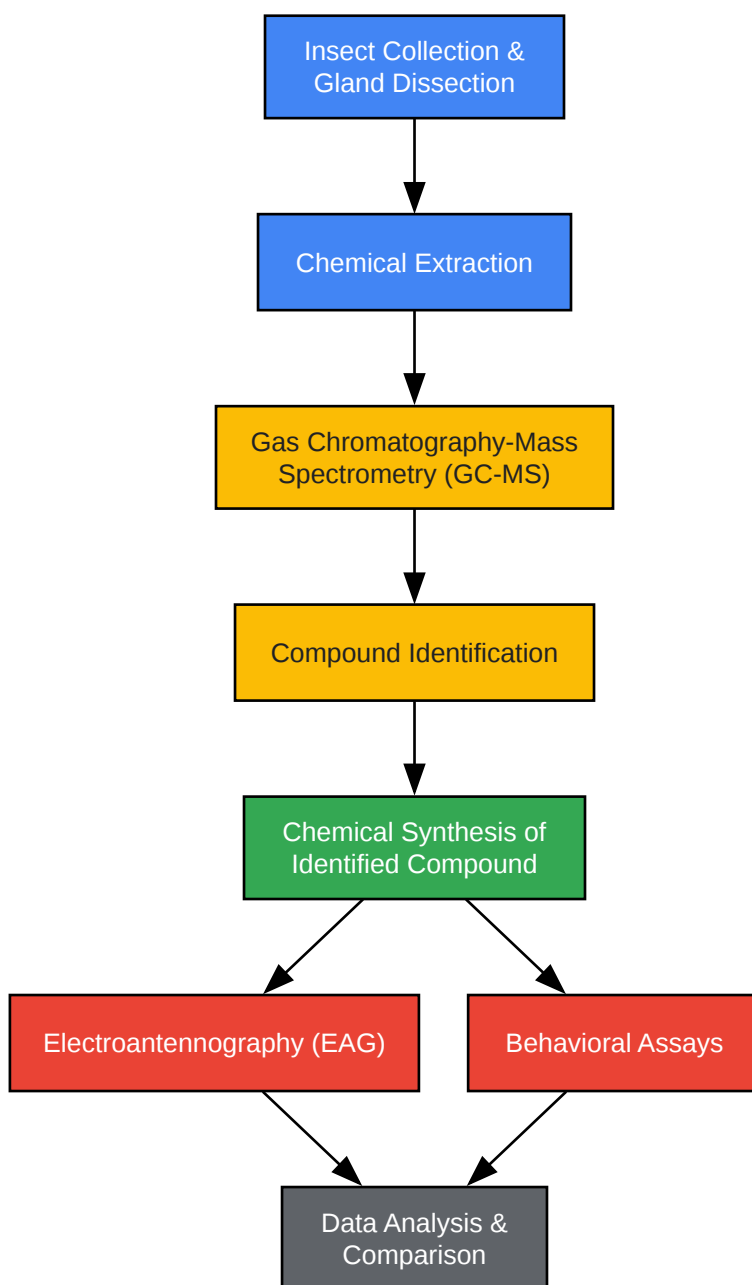 Insect Collection &
Gland Dissection
Chemical Extraction
Gas Chromatography-Mass
Spectrometry (GC-MS)
Compound Identification
Chemical Synthesis of
Identified Compound
Electroantennography (EAG)
Behavioral Assays
Data Analysis &
Comparison